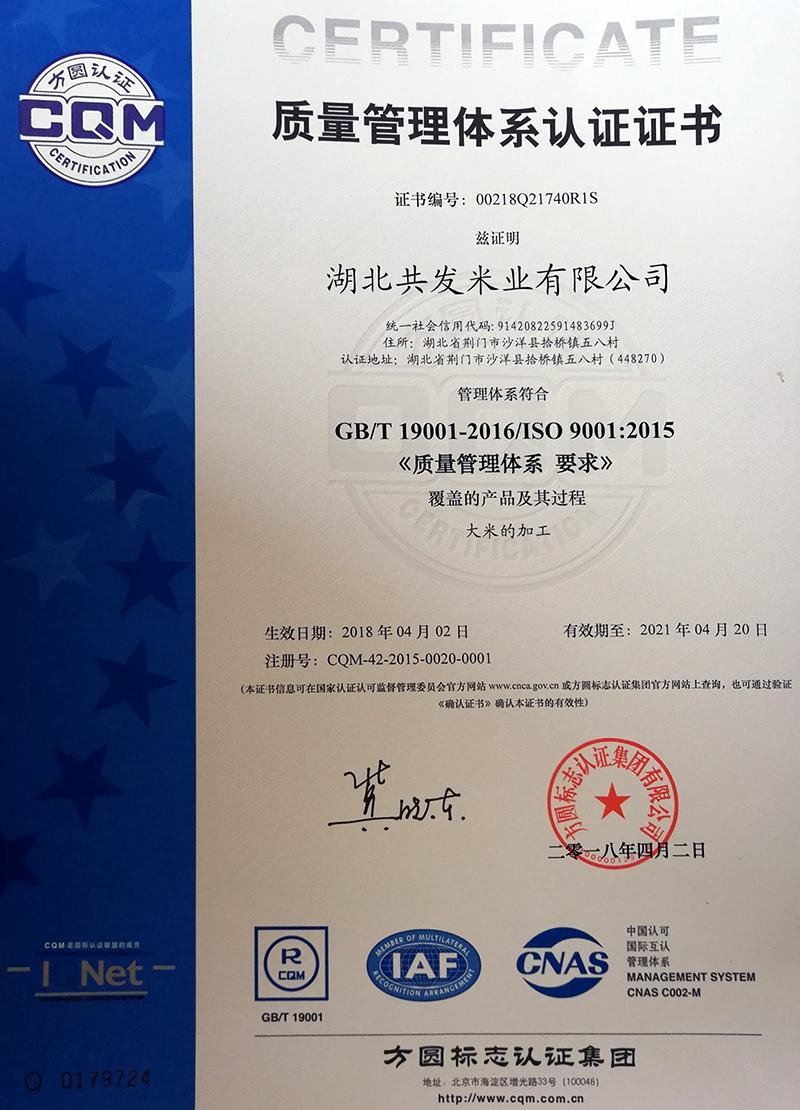 CERTIFICATE
方圆认证
CQM
CERTIFICATION
质量管理体系认证证书
证书编号：00218Q21740R1S
兹证明
湖北共发米业有限公司
统一社会信用代码：91420822591483699J
住所：湖北省荆门市沙洋县拾桥镇五八村
认证地址：湖北省荆门市沙洋县拾桥镇五八村（448270）
管理体系符合
GB/T 19001-2016/ISO 9001:2015
《质量管理体系 要求》
覆盖的产品及其过程
大米的加工
生效日期：2018 年 04 月 02 日
有效期至：2021 年 04 月 20 日
注册号：CQM-42-2015-0020-0001
（本证书信息可在国家认证认可监督管理委员会官方网站 www.cnca.gov.cn 或方圆标志认证集团官方网站上查询，也可通过验证
《确认证书》确认本证书的有效性）
方圆标志认证集团有限公司
二零一八年四月二日
CQM 是国际认证联盟的成员
IQNet
R
CQM
GB/T 19001
MEMBER OF MULTILATERAL
IAF
RECOGNITION ARRANGEMENT
CNAS
中国认可
国际互认
管理体系
MANAGEMENT SYSTEM
CNAS C002-M
方圆标志认证集团
地址：北京市海淀区增光路33号（100048）
http://www.cqm.com.cn
Q 0179724